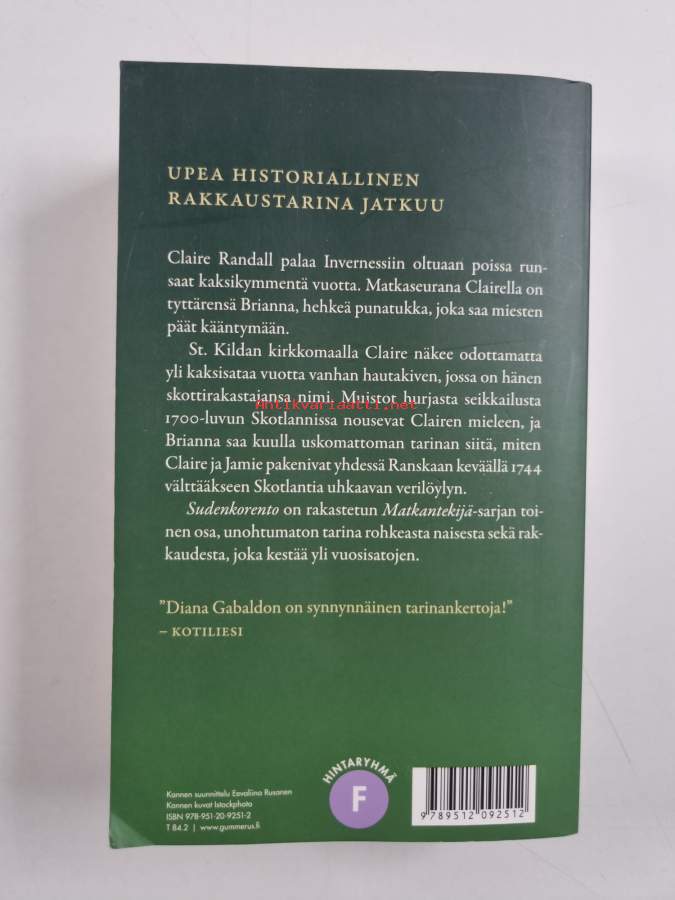 UPEA HISTORIALLINEN
RAKKAUSTARINA JATKUU
Claire Randall palaa Invernessiin oltuaan poissa run-
saat kaksikymmentä vuotta. Matkaseurana Clairella on
tyttärensä Brianna, hehkeä punatukka, joka saa miesten
päät kääntymään.
St. Kildan kirkkomaalla Claire näkee odottamatta
yli kaksisataa vuotta vanhan hautakiven, jossa on hänen
skottirakastajansa nimi. Muistot hurjasta seikkailusta
Antikvariaatti.net
1700-luvun Skotlannissa nousevat Clairen mieleen, ja
Brianna saa kuulla uskomattoman tarinan siitä, miten
Claire ja Jamie pakenivat yhdessä Ranskaan keväällä 1744
välttääkseen Skotlantia uhkaavan verilöylyn.
Sudenkorento on rakastetun Matkantekijä-sarjan toi-
nen osa, unohtumaton tarina rohkeasta naisesta sekä rak-
kaudesta, joka kestää yli vuosisatojen.
”Diana Gabaldon on synnynnäinen tarinankertoja!”
– KOTILIESI
HINTARYHMÄ
F
Kannen suunnittelu Eevaliina Rusanen
Kannen kuvat Istockphoto
ISBN 978-951-20-9251-2
T 84.2 | www.gummerus.fi
9 789512 092512